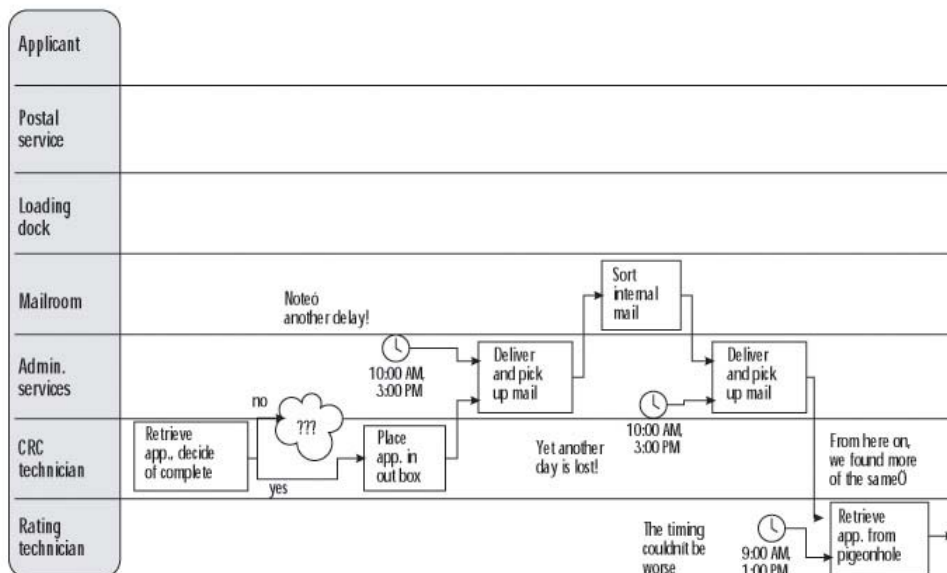 Applicant
Postal
service
Loading
dock
Mailroom
Noteó
another delay!
Sort
internal
mail
Admin.
services
10:00 AM,
3:00 PM
Deliver
and pick
up mail
10:00 AM,
3:00 PM
Deliver
and pick
up mail
CRC
technician
Retrieve
app., decide
of complete
no
???
yes
Place
app. in
out box
Yet another
day is lost!
From here on,
we found more
of the sameÖ
Rating
technician
The timing
couldnít be
worse
9:00 AM,
1:00 PM
Retrieve
app. from
pigeonhole